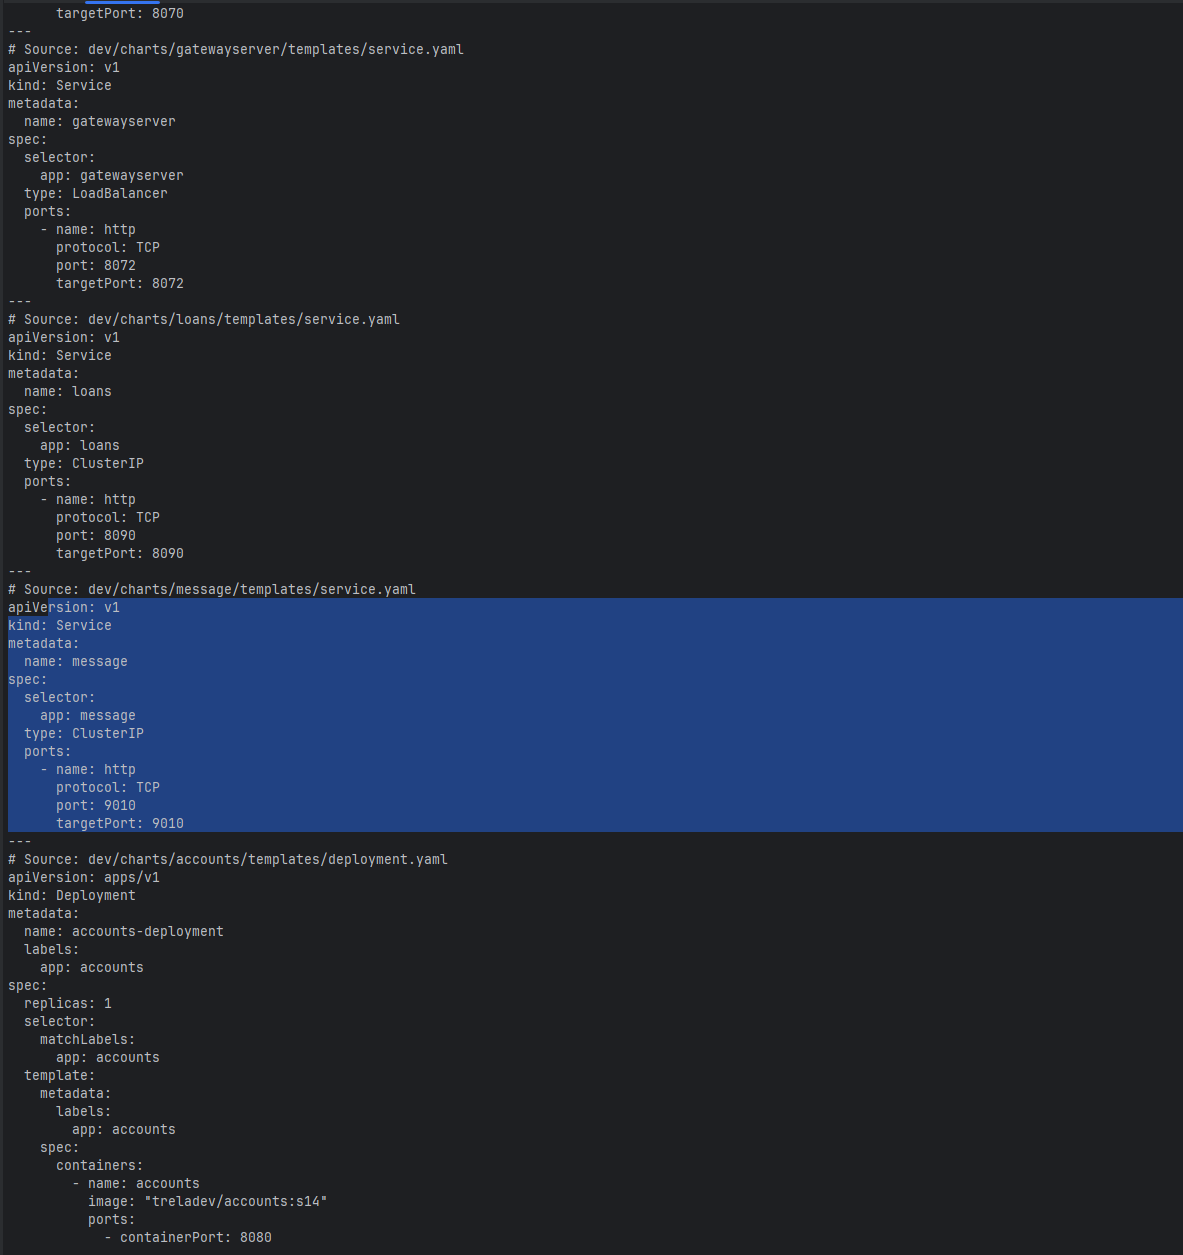 targetPort: 8070
---
# Source: dev/charts/gatewayserver/templates/service.yaml
apiVersion: v1
kind: Service
metadata:
  name: gatewayserver
spec:
  selector:
    app: gatewayserver
  type: LoadBalancer
  ports:
    - name: http
      protocol: TCP
      port: 8072
      targetPort: 8072
---
# Source: dev/charts/loans/templates/service.yaml
apiVersion: v1
kind: Service
metadata:
  name: loans
spec:
  selector:
    app: loans
  type: ClusterIP
  ports:
    - name: http
      protocol: TCP
      port: 8090
      targetPort: 8090
---
# Source: dev/charts/message/templates/service.yaml
apiVersion: v1
kind: Service
metadata:
  name: message
spec:
  selector:
    app: message
  type: ClusterIP
  ports:
    - name: http
      protocol: TCP
      port: 9010
      targetPort: 9010
---
# Source: dev/charts/accounts/templates/deployment.yaml
apiVersion: apps/v1
kind: Deployment
metadata:
  name: accounts-deployment
  labels:
    app: accounts
spec:
  replicas: 1
  selector:
    matchLabels:
      app: accounts
  template:
    metadata:
      labels:
        app: accounts
    spec:
      containers:
        - name: accounts
          image: "treladev/accounts:s14"
          ports:
            - containerPort: 8080